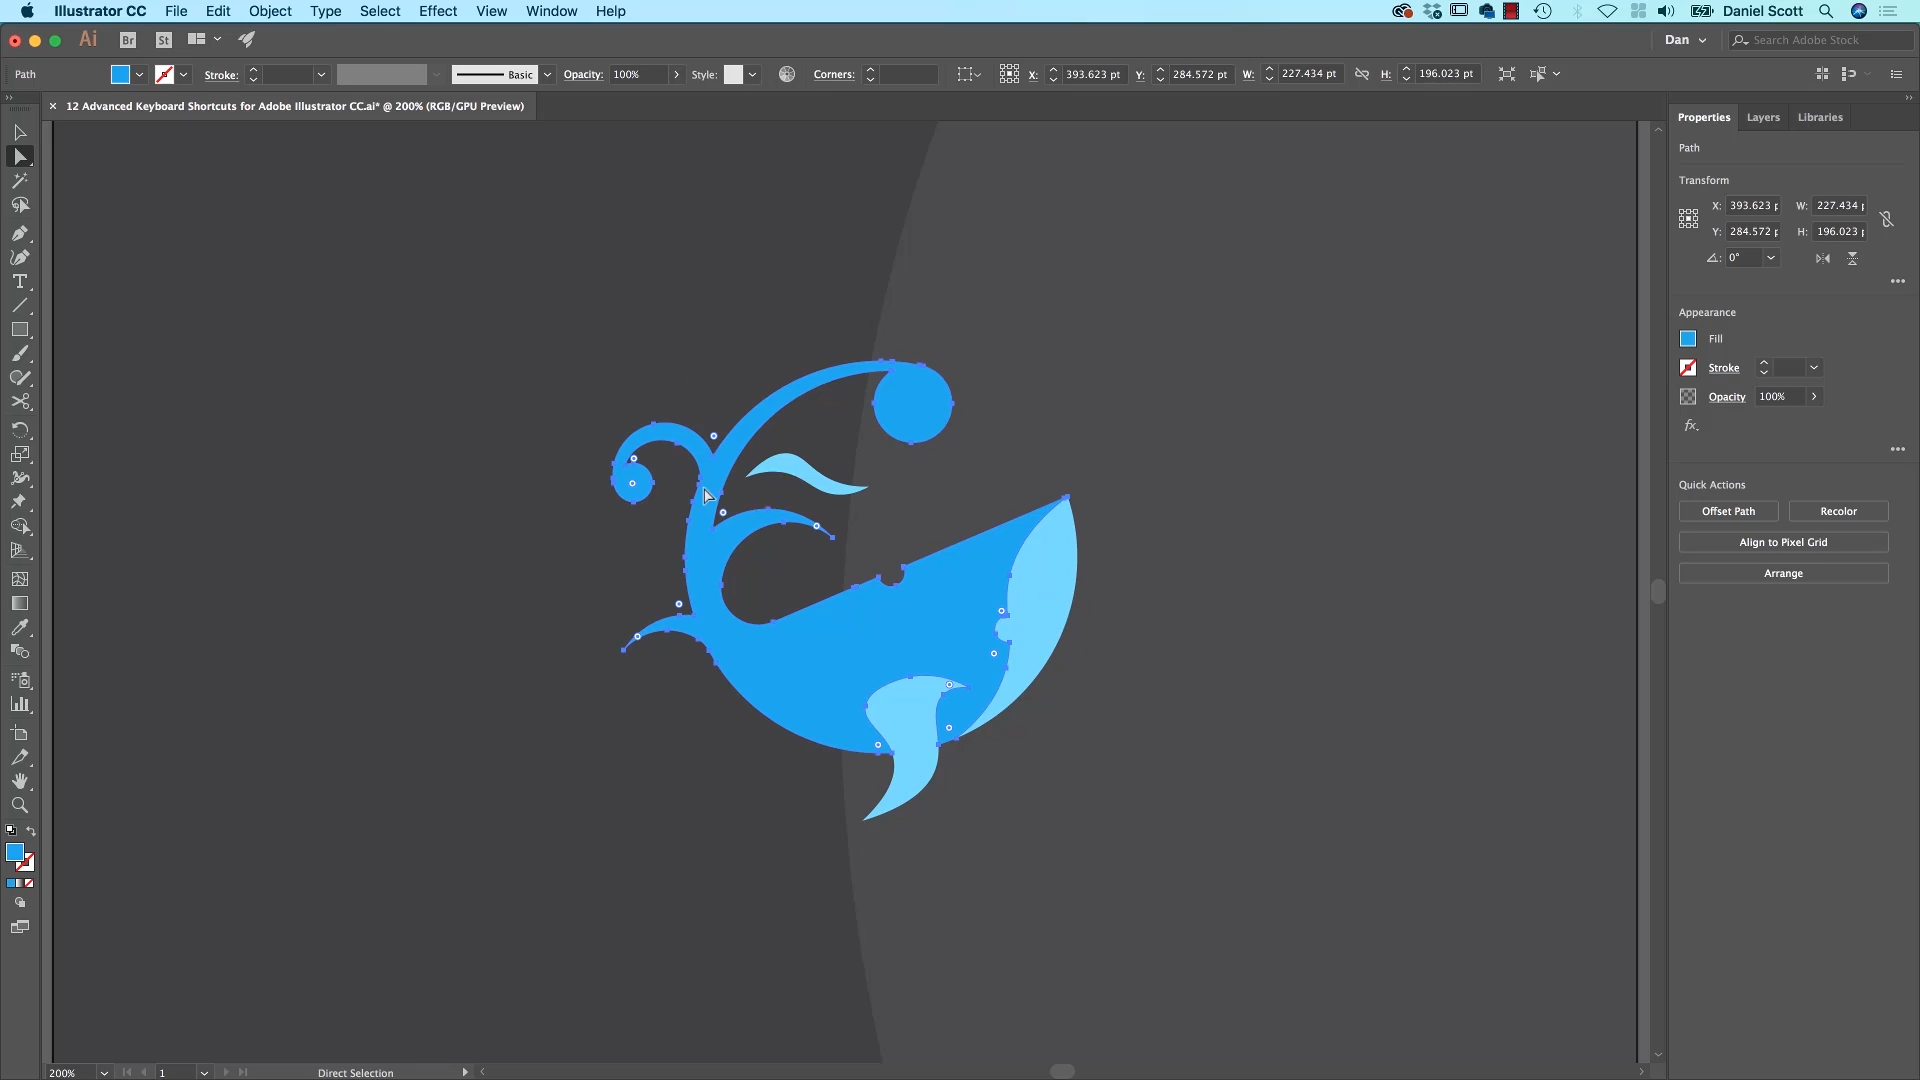 Illustrator CC File Edit Object Type Select Effect View Window Help Daniel Scott
Ai Br St Dan Search Adobe Stock
Path Stroke: Basic Opacity: 100% Style: Corners: X: 393.623 pt Y: 284.572 pt W: 227.434 pt H: 196.023 pt
12 Advanced Keyboard Shortcuts for Adobe Illustrator CC.ai* @ 200% (RGB/GPU Preview)
Properties Layers Libraries
Path
Transform
X: 393.623 p W: 227.434 p
Y: 284.572 p H: 196.023 p
0°
Appearance
Fill
Stroke
Opacity 100%
fx.
Quick Actions
Offset Path Recolor
Align to Pixel Grid
Arrange
200% 1 Direct Selection